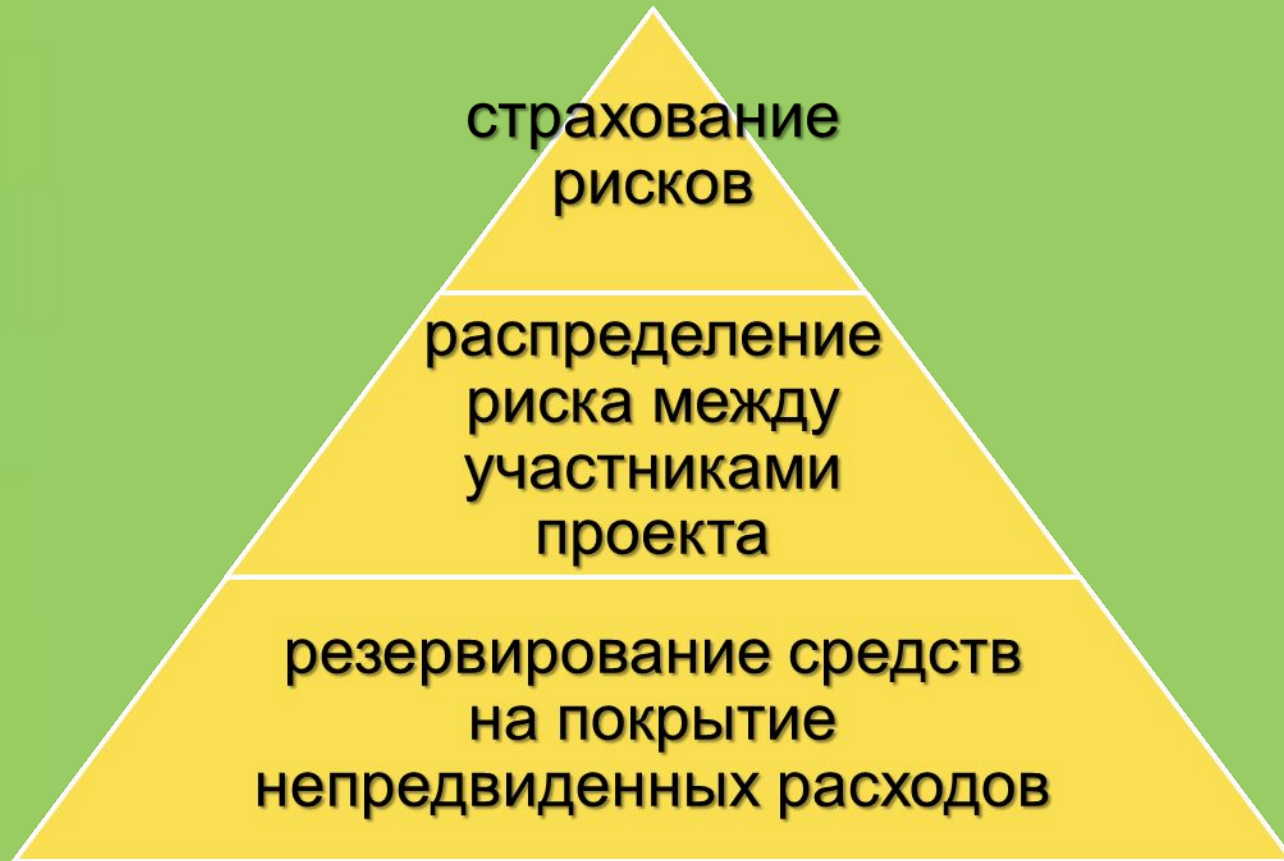 страхование
рисков
распределение
риска между
участниками
проекта
резервирование средств
на покрытие
непредвиденных расходов